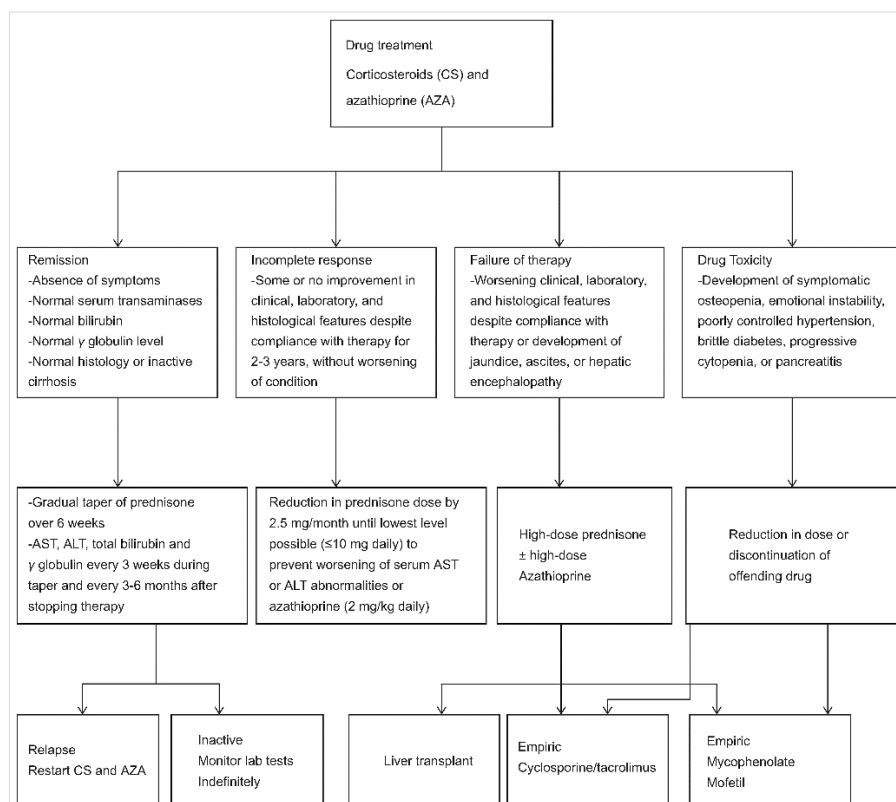 Drug treatment
Corticosteroids (CS) and
azathioprine (AZA)
Remission
-Absence of symptoms
-Normal serum transaminases
-Normal bilirubin
-Normal γ globulin level
-Normal histology or inactive
cirrhosis
Incomplete response
-Some or no improvement in
clinical, laboratory, and
histological features despite
compliance with therapy for
2-3 years, without worsening
of condition
Failure of therapy
-Worsening clinical, laboratory,
and histological features
despite compliance with
therapy or development of
jaundice, ascites, or hepatic
encephalopathy
Drug Toxicity
-Development of symptomatic
osteopenia, emotional instability,
poorly controlled hypertension,
brittle diabetes, progressive
cytopenia, or pancreatitis
-Gradual taper of prednisone
over 6 weeks
-AST, ALT, total bilirubin and
γ globulin every 3 weeks during
taper and every 3-6 months after
stopping therapy
Reduction in prednisone dose by
2.5 mg/month until lowest level
possible (≤10 mg daily) to
prevent worsening of serum AST
or ALT abnormalities or
azathioprine (2 mg/kg daily)
High-dose prednisone
± high-dose
Azathioprine
Reduction in dose or
discontinuation of
offending drug
Relapse
Restart CS and AZA
Inactive
Monitor lab tests
Indefinitely
Liver transplant
Empiric
Cyclosporine/tacrolimus
Empiric
Mycophenolate
Mofetil